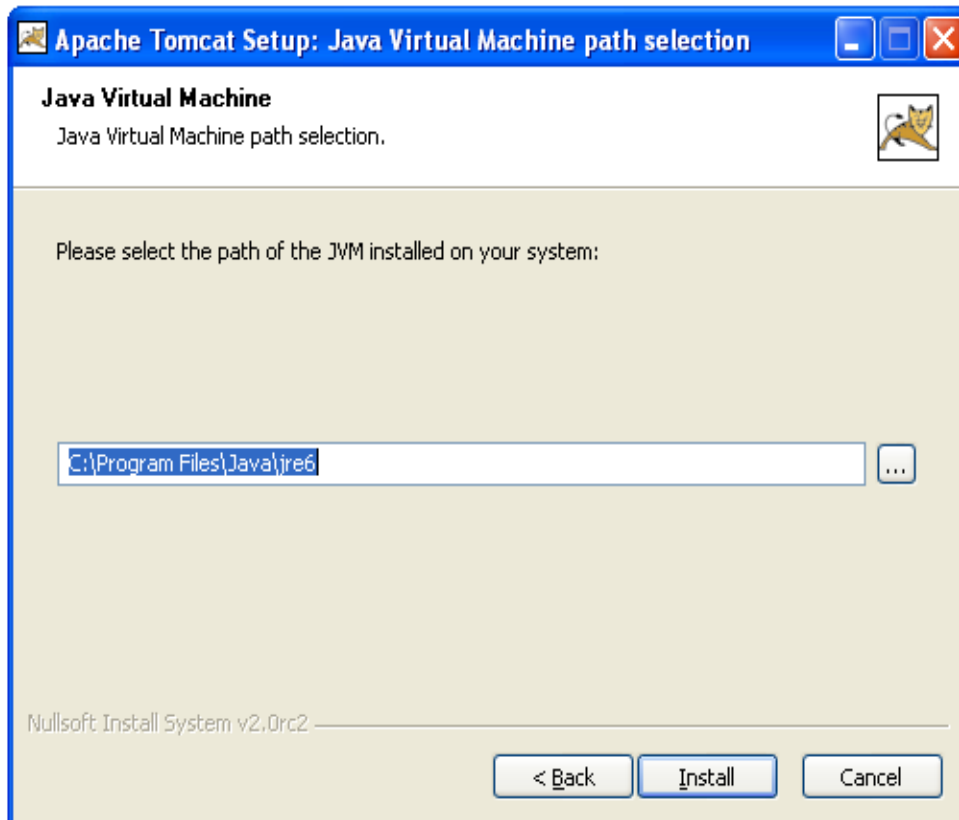 Apache Tomcat Setup: Java Virtual Machine path selection
Java Virtual Machine
Java Virtual Machine path selection.
Please select the path of the JVM installed on your system:
C:\Program Files\Java\jre6
...
Nullsoft Install System v2.0rc2
< Back
Install
Cancel